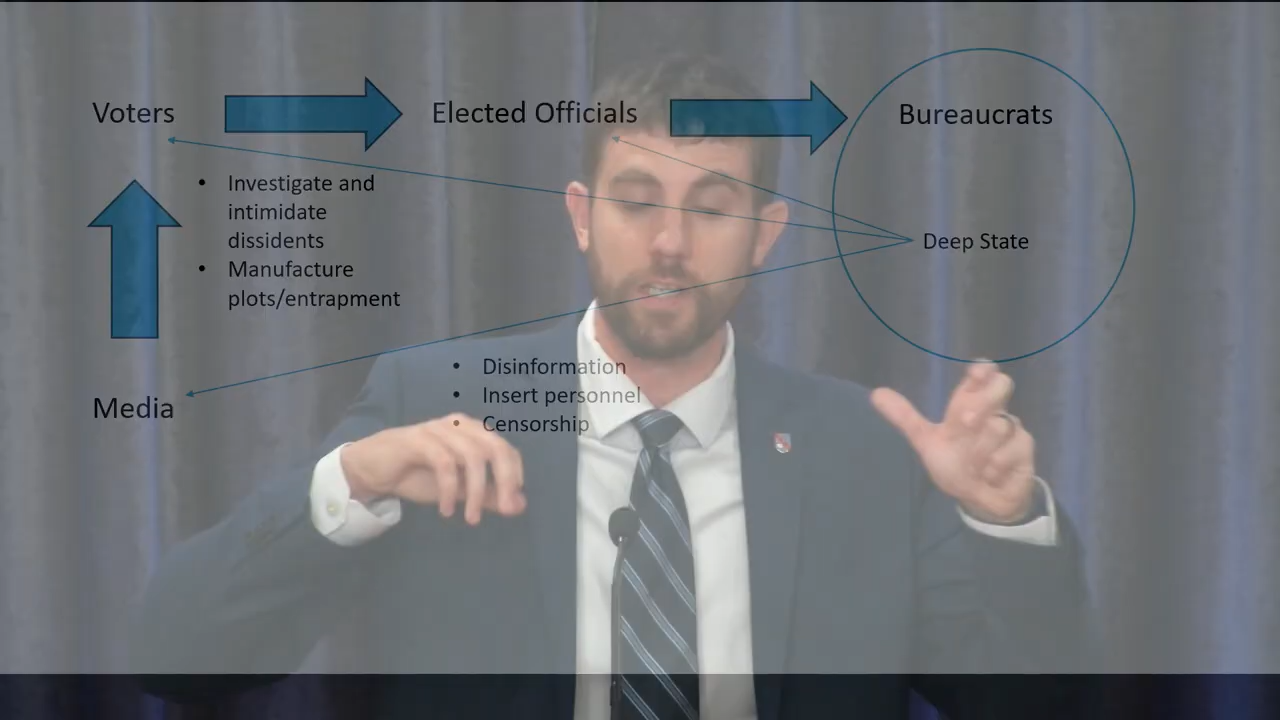 Voters
Elected Officials
Bureaucrats
• Investigate and
intimidate
dissidents
• Manufacture
plots/entrapment
Deep State
• Disinformation
• Insert personnel
• Censorship
Media